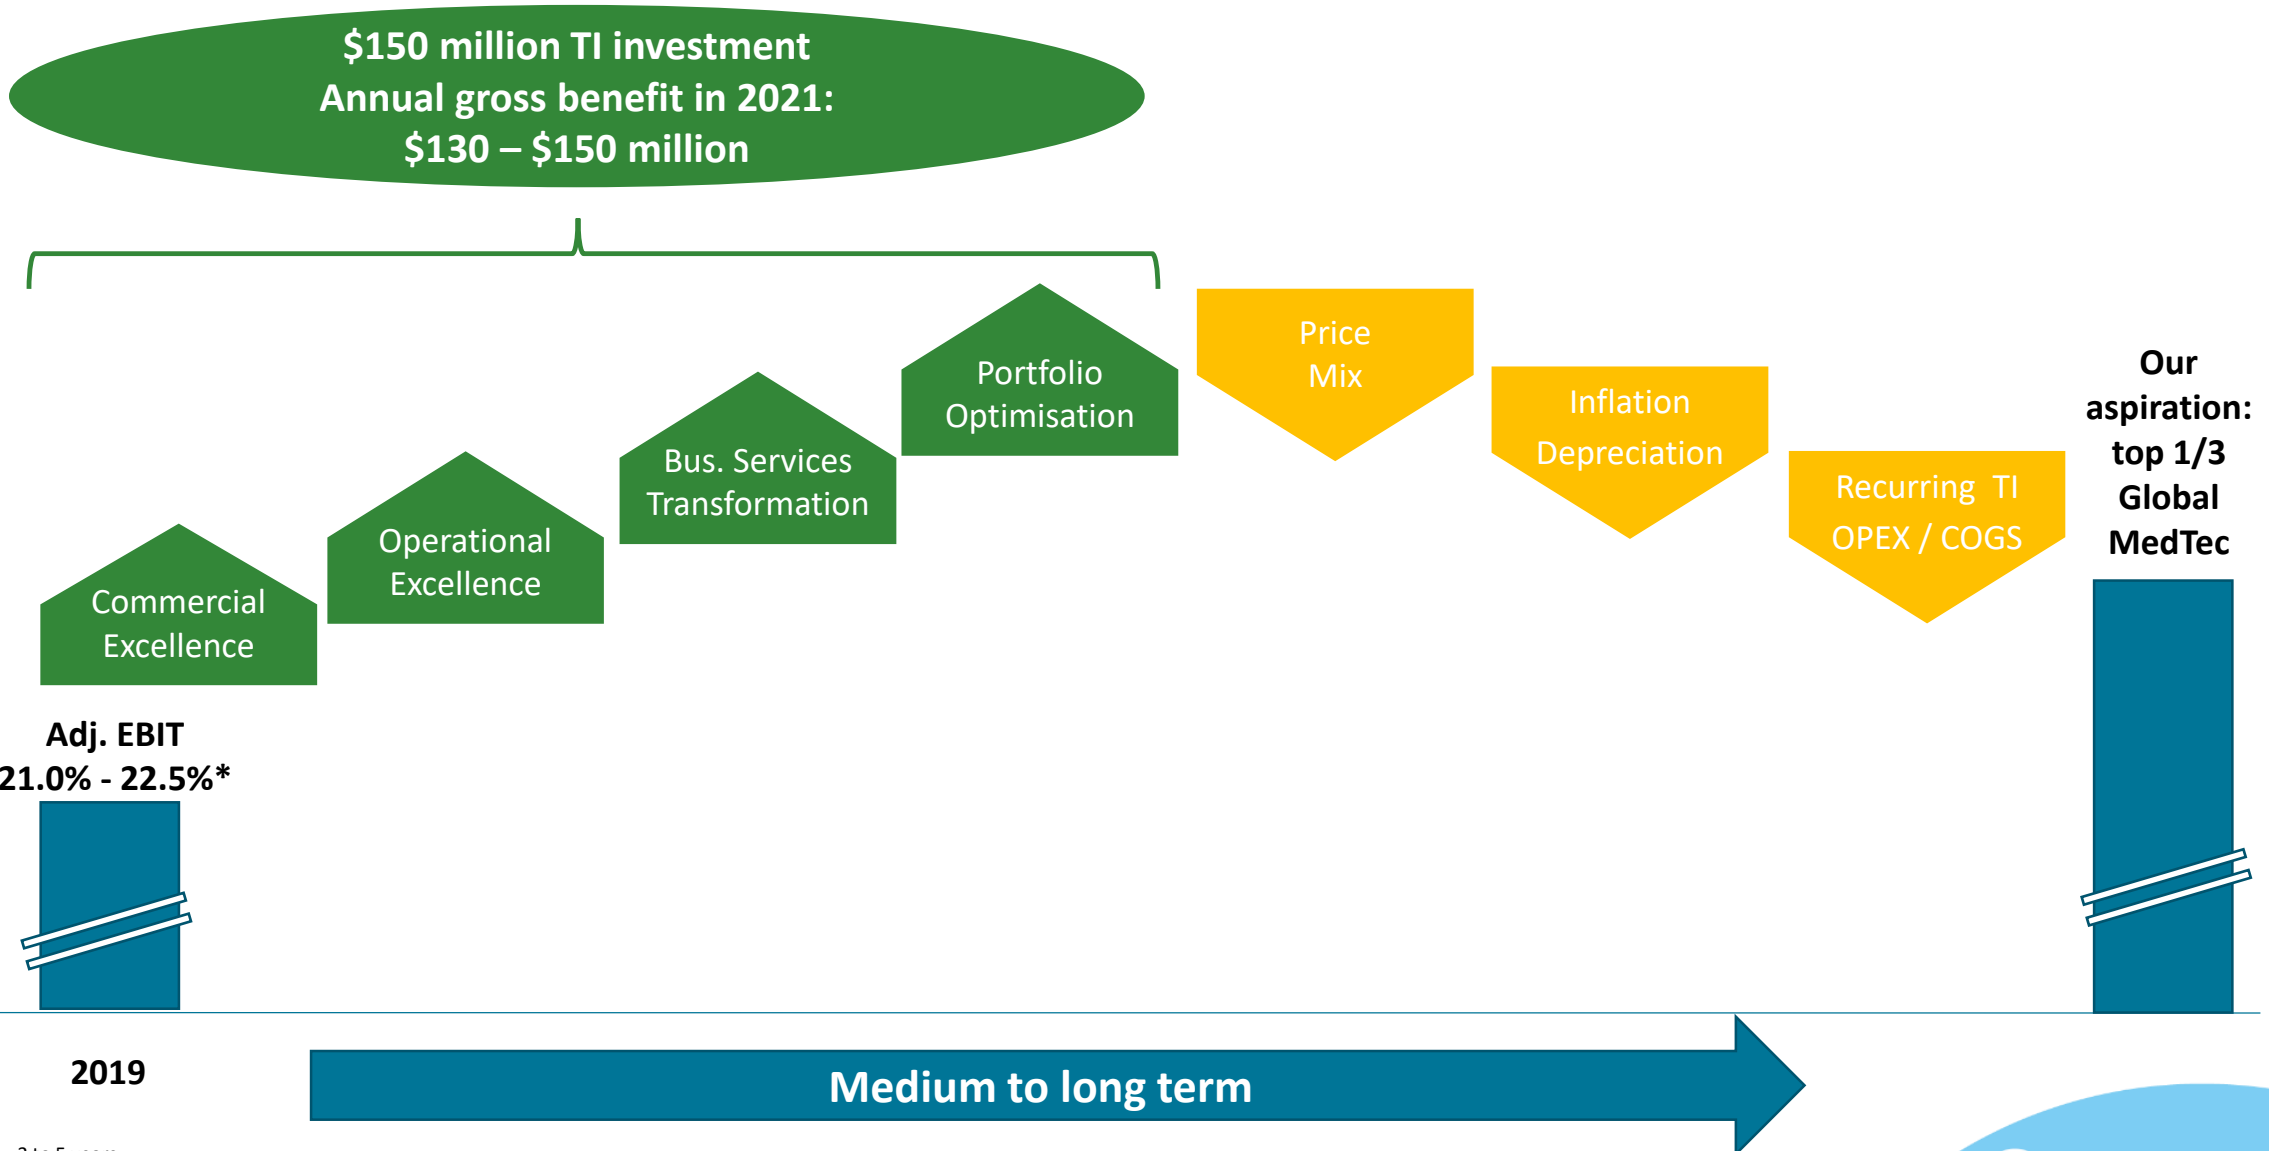 $150 million TI investment
Annual gross benefit in 2021:
$130 – $150 million
Commercial
Excellence
Operational
Excellence
Bus. Services
Transformation
Portfolio
Optimisation
Price
Mix
Inflation
Depreciation
Recurring TI
OPEX / COGS
Our
aspiration:
top 1/3
Global
MedTec
Adj. EBIT
21.0% - 22.5%*
2019
Medium to long term